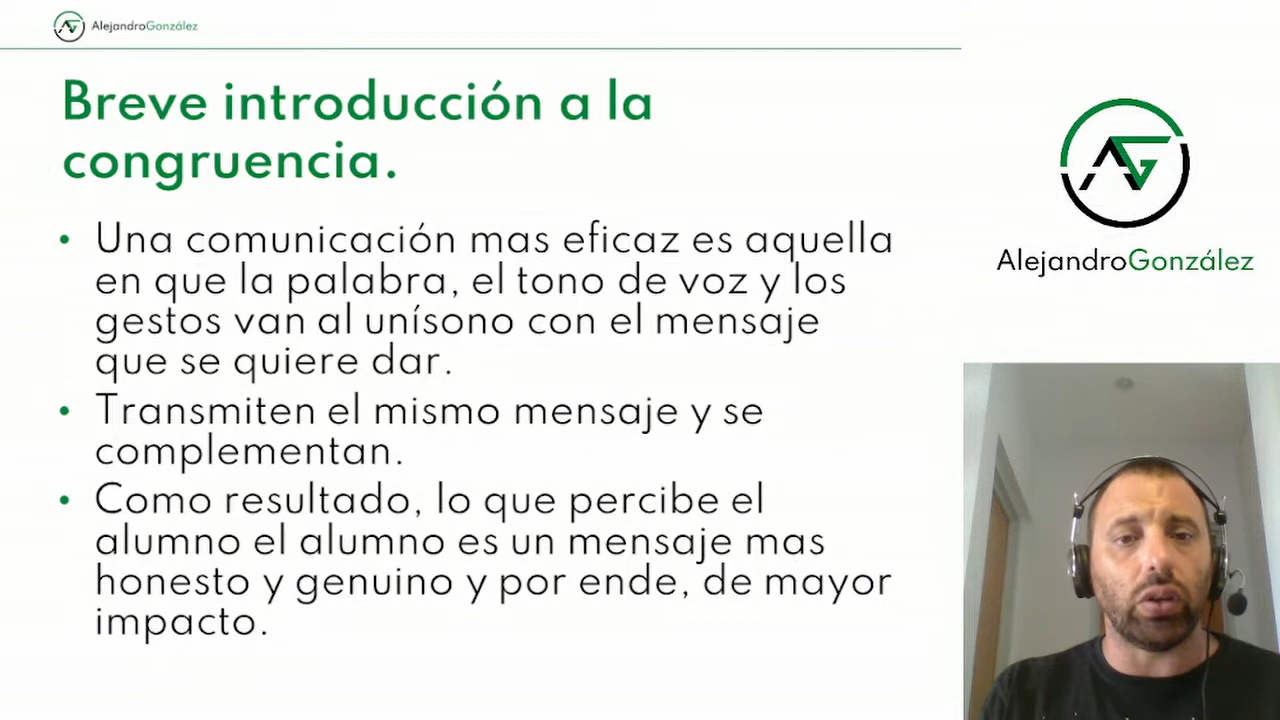 AG AlejandroGonzález
Breve introducción a la
congruencia.
• Una comunicación mas eficaz es aquella
en que la palabra, el tono de voz y los
gestos van al unísono con el mensaje
que se quiere dar.
• Transmiten el mismo mensaje y se
complementan.
• Como resultado, lo que percibe el
alumno el alumno es un mensaje mas
honesto y genuino y por ende, de mayor
impacto.
AG
AlejandroGonzález